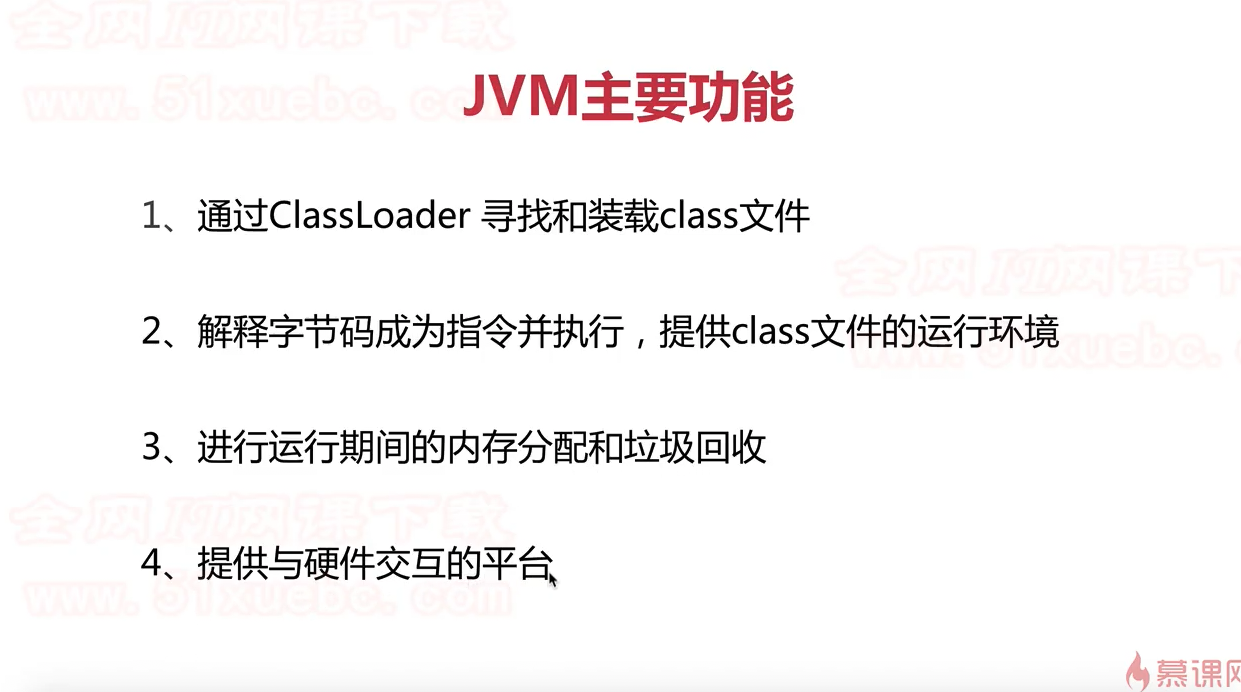 全网IT网课下载
www.51xuebc.com
JVM主要功能
1、通过ClassLoader 寻找和装载class文件
全网IT网课下
2、解释字节码成为指令并执行，提供class文件的运行环境
www.51xuebc.
3、进行运行期间的内存分配和垃圾回收
全网IT网课下载
4、提供与硬件交互的平台
www.51xuebc.com
慕课网